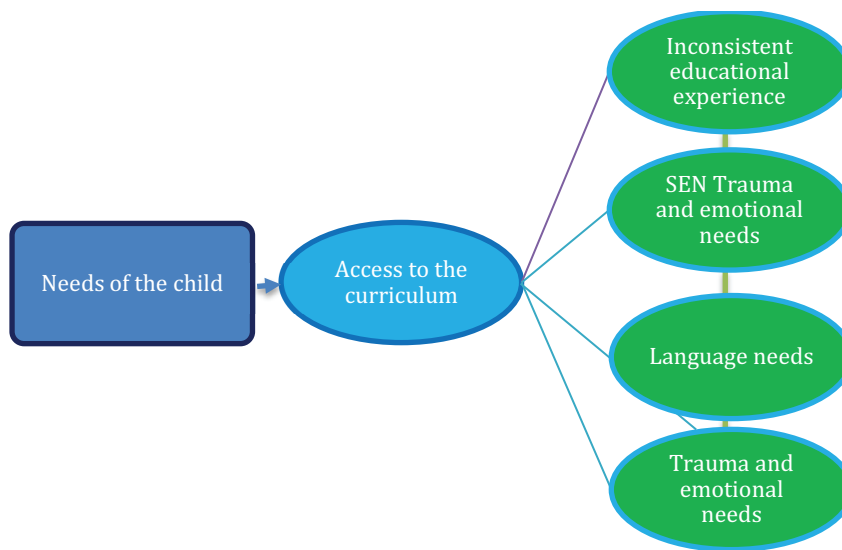 Needs of the child
Access to the
curriculum
Inconsistent
educational
experience
SEN Trauma
and emotional
needs
Language needs
Trauma and
emotional
needs